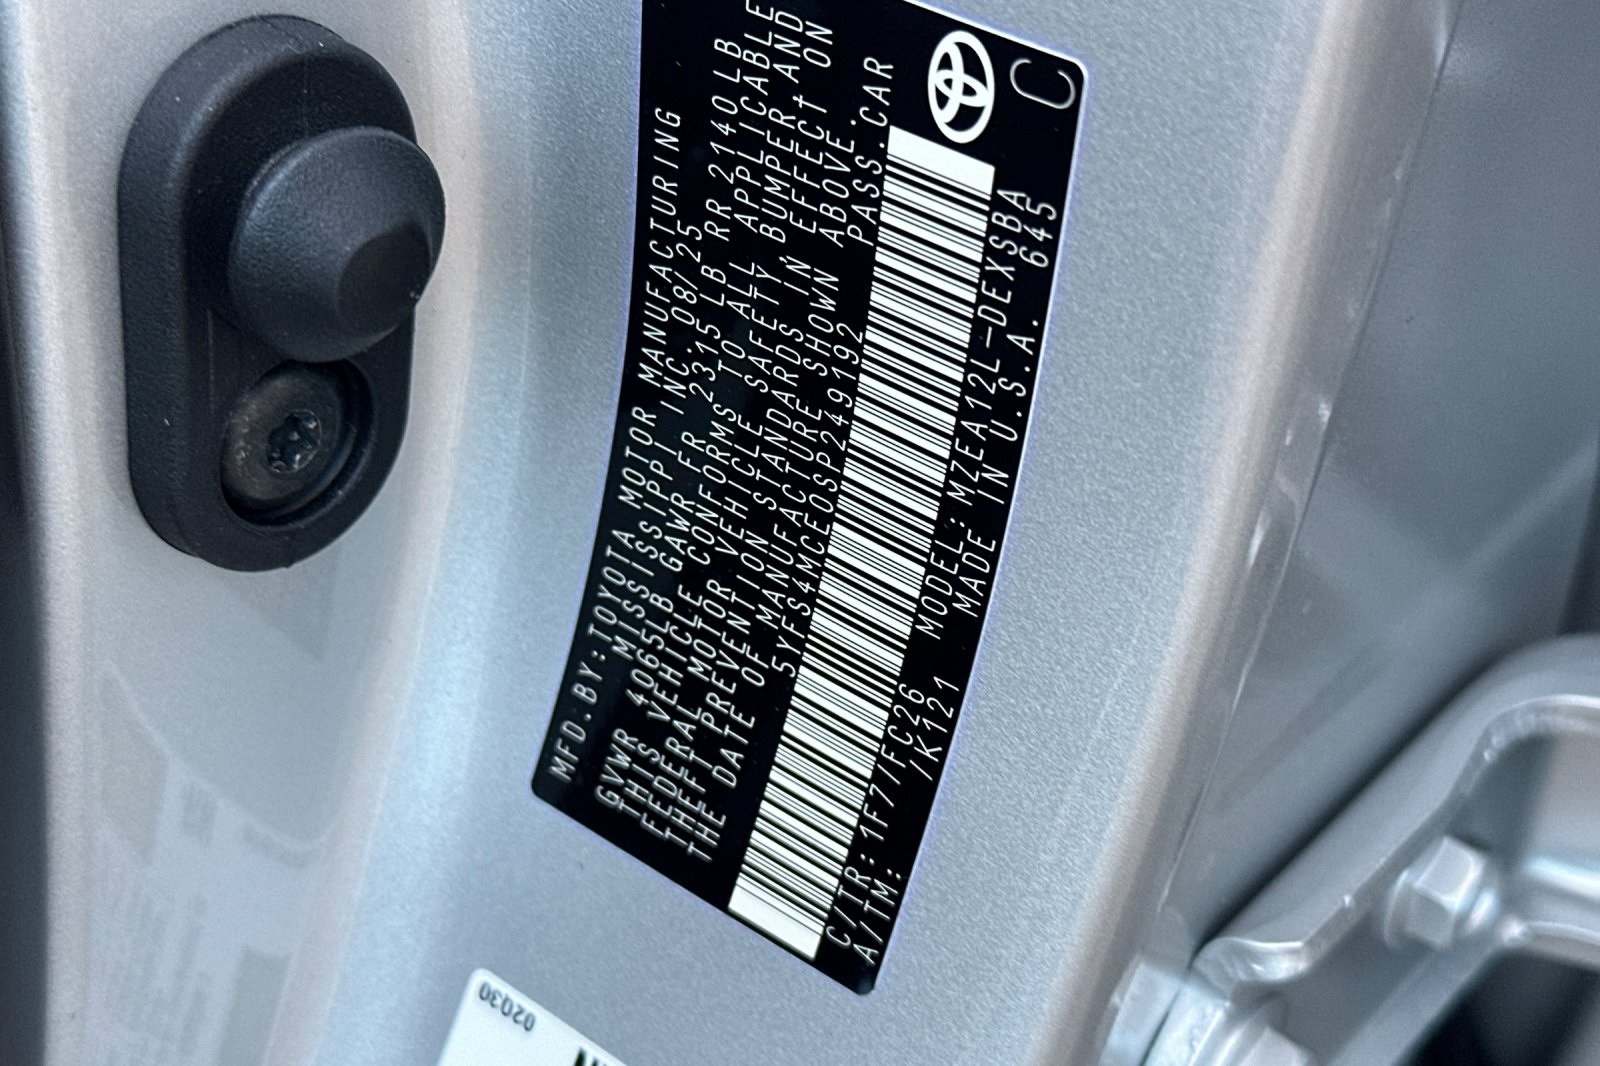 MFD.BY:TOYOTA MOTOR MANUFACTURING
MISSISSIPPI INC. 08/25
GVWR 4065LB GAWR FR 2315LB RR 2140LB
THIS VEHICLE CONFORMS TO ALL APPLICABLE
FEDERAL MOTOR VEHICLE SAFETY, BUMPER AND
THEFT PREVENTION STANDARDS IN EFFECT ON
THE DATE OF MANUFACTURE SHOWN ABOVE.
5YFS4MCE0SP249192 PASS.CAR
C/TR: 1F7/FC26 MODEL: MZEA12L-DEXSBA
A/TM: /K121 MADE IN U.S.A. 645
C
02Q30